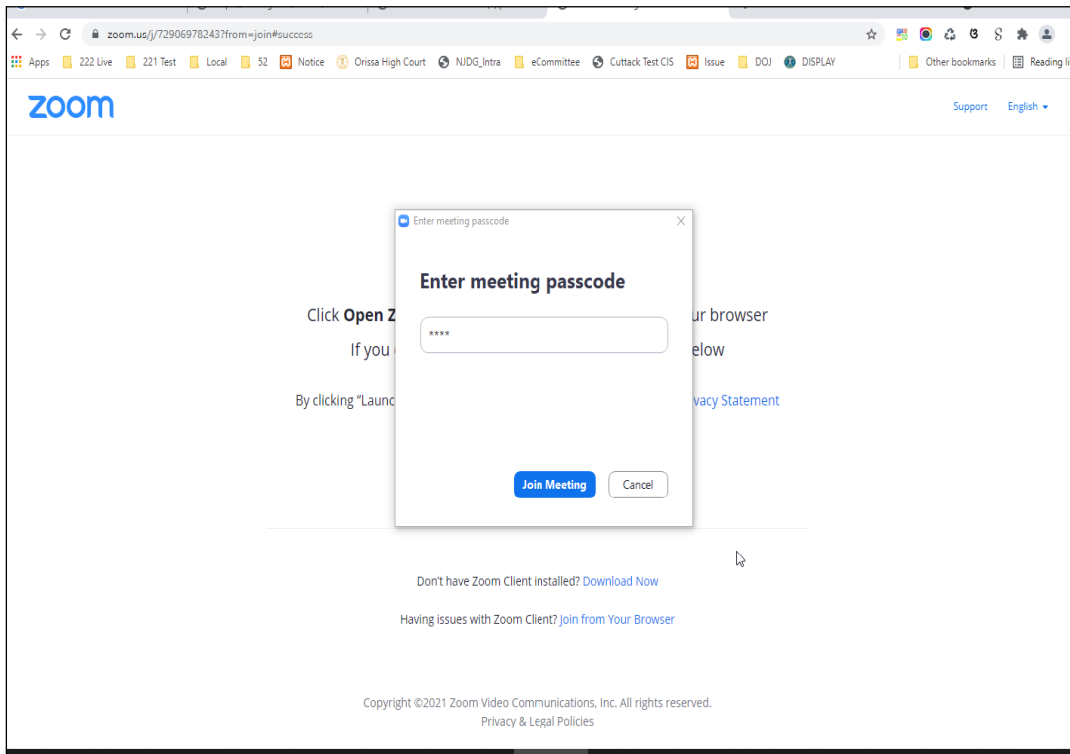 zoom.us/j/72906978243?from=join#success
Apps 222 Live 221 Test Local 52 Notice Orissa High Court NJDG_Intra eCommittee Cuttack Test CIS Issue DOJ DISPLAY Other bookmarks Reading li
zoom
Support English
Enter meeting passcode
Enter meeting passcode
Click Open Z ur browser
****
If you elow
By clicking “Launc vacy Statement
Join Meeting Cancel
Don't have Zoom Client installed? Download Now
Having issues with Zoom Client? Join from Your Browser
Copyright ©2021 Zoom Video Communications, Inc. All rights reserved.
Privacy & Legal Policies